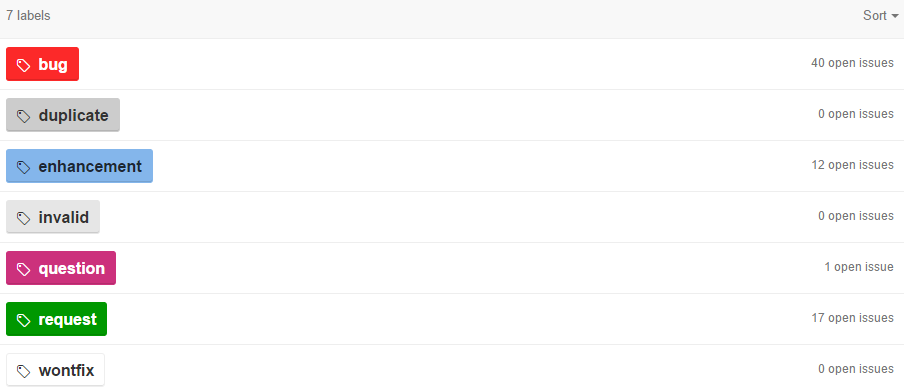 7 labels Sort
bug 40 open issues
duplicate 0 open issues
enhancement 12 open issues
invalid 0 open issues
question 1 open issue
request 17 open issues
wontfix 0 open issues